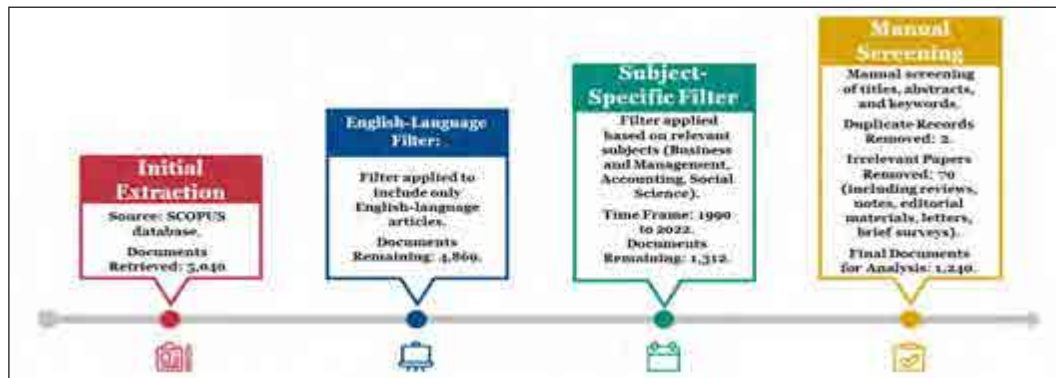 Initial
Extraction
Source: SCOPUS
database.
Documents
Retrieved: 5,040.
English-Language
Filter:
Filter applied to
include only
English-language
articles.
Documents
Remaining: 4,869.
Subject-
Specific Filter
Filter applied
based on relevant
subjects (Business
and Management,
Accounting, Social
Science).
Time Frame: 1990
to 2022.
Documents
Remaining: 1,312.
Manual
Screening
Manual screening
of titles, abstracts,
and keywords.
Duplicate Records
Removed: 2.
Irrelevant Papers
Removed: 70
(including reviews,
notes, editorial
materials, letters,
brief surveys).
Final Documents
for Analysis: 1,240.